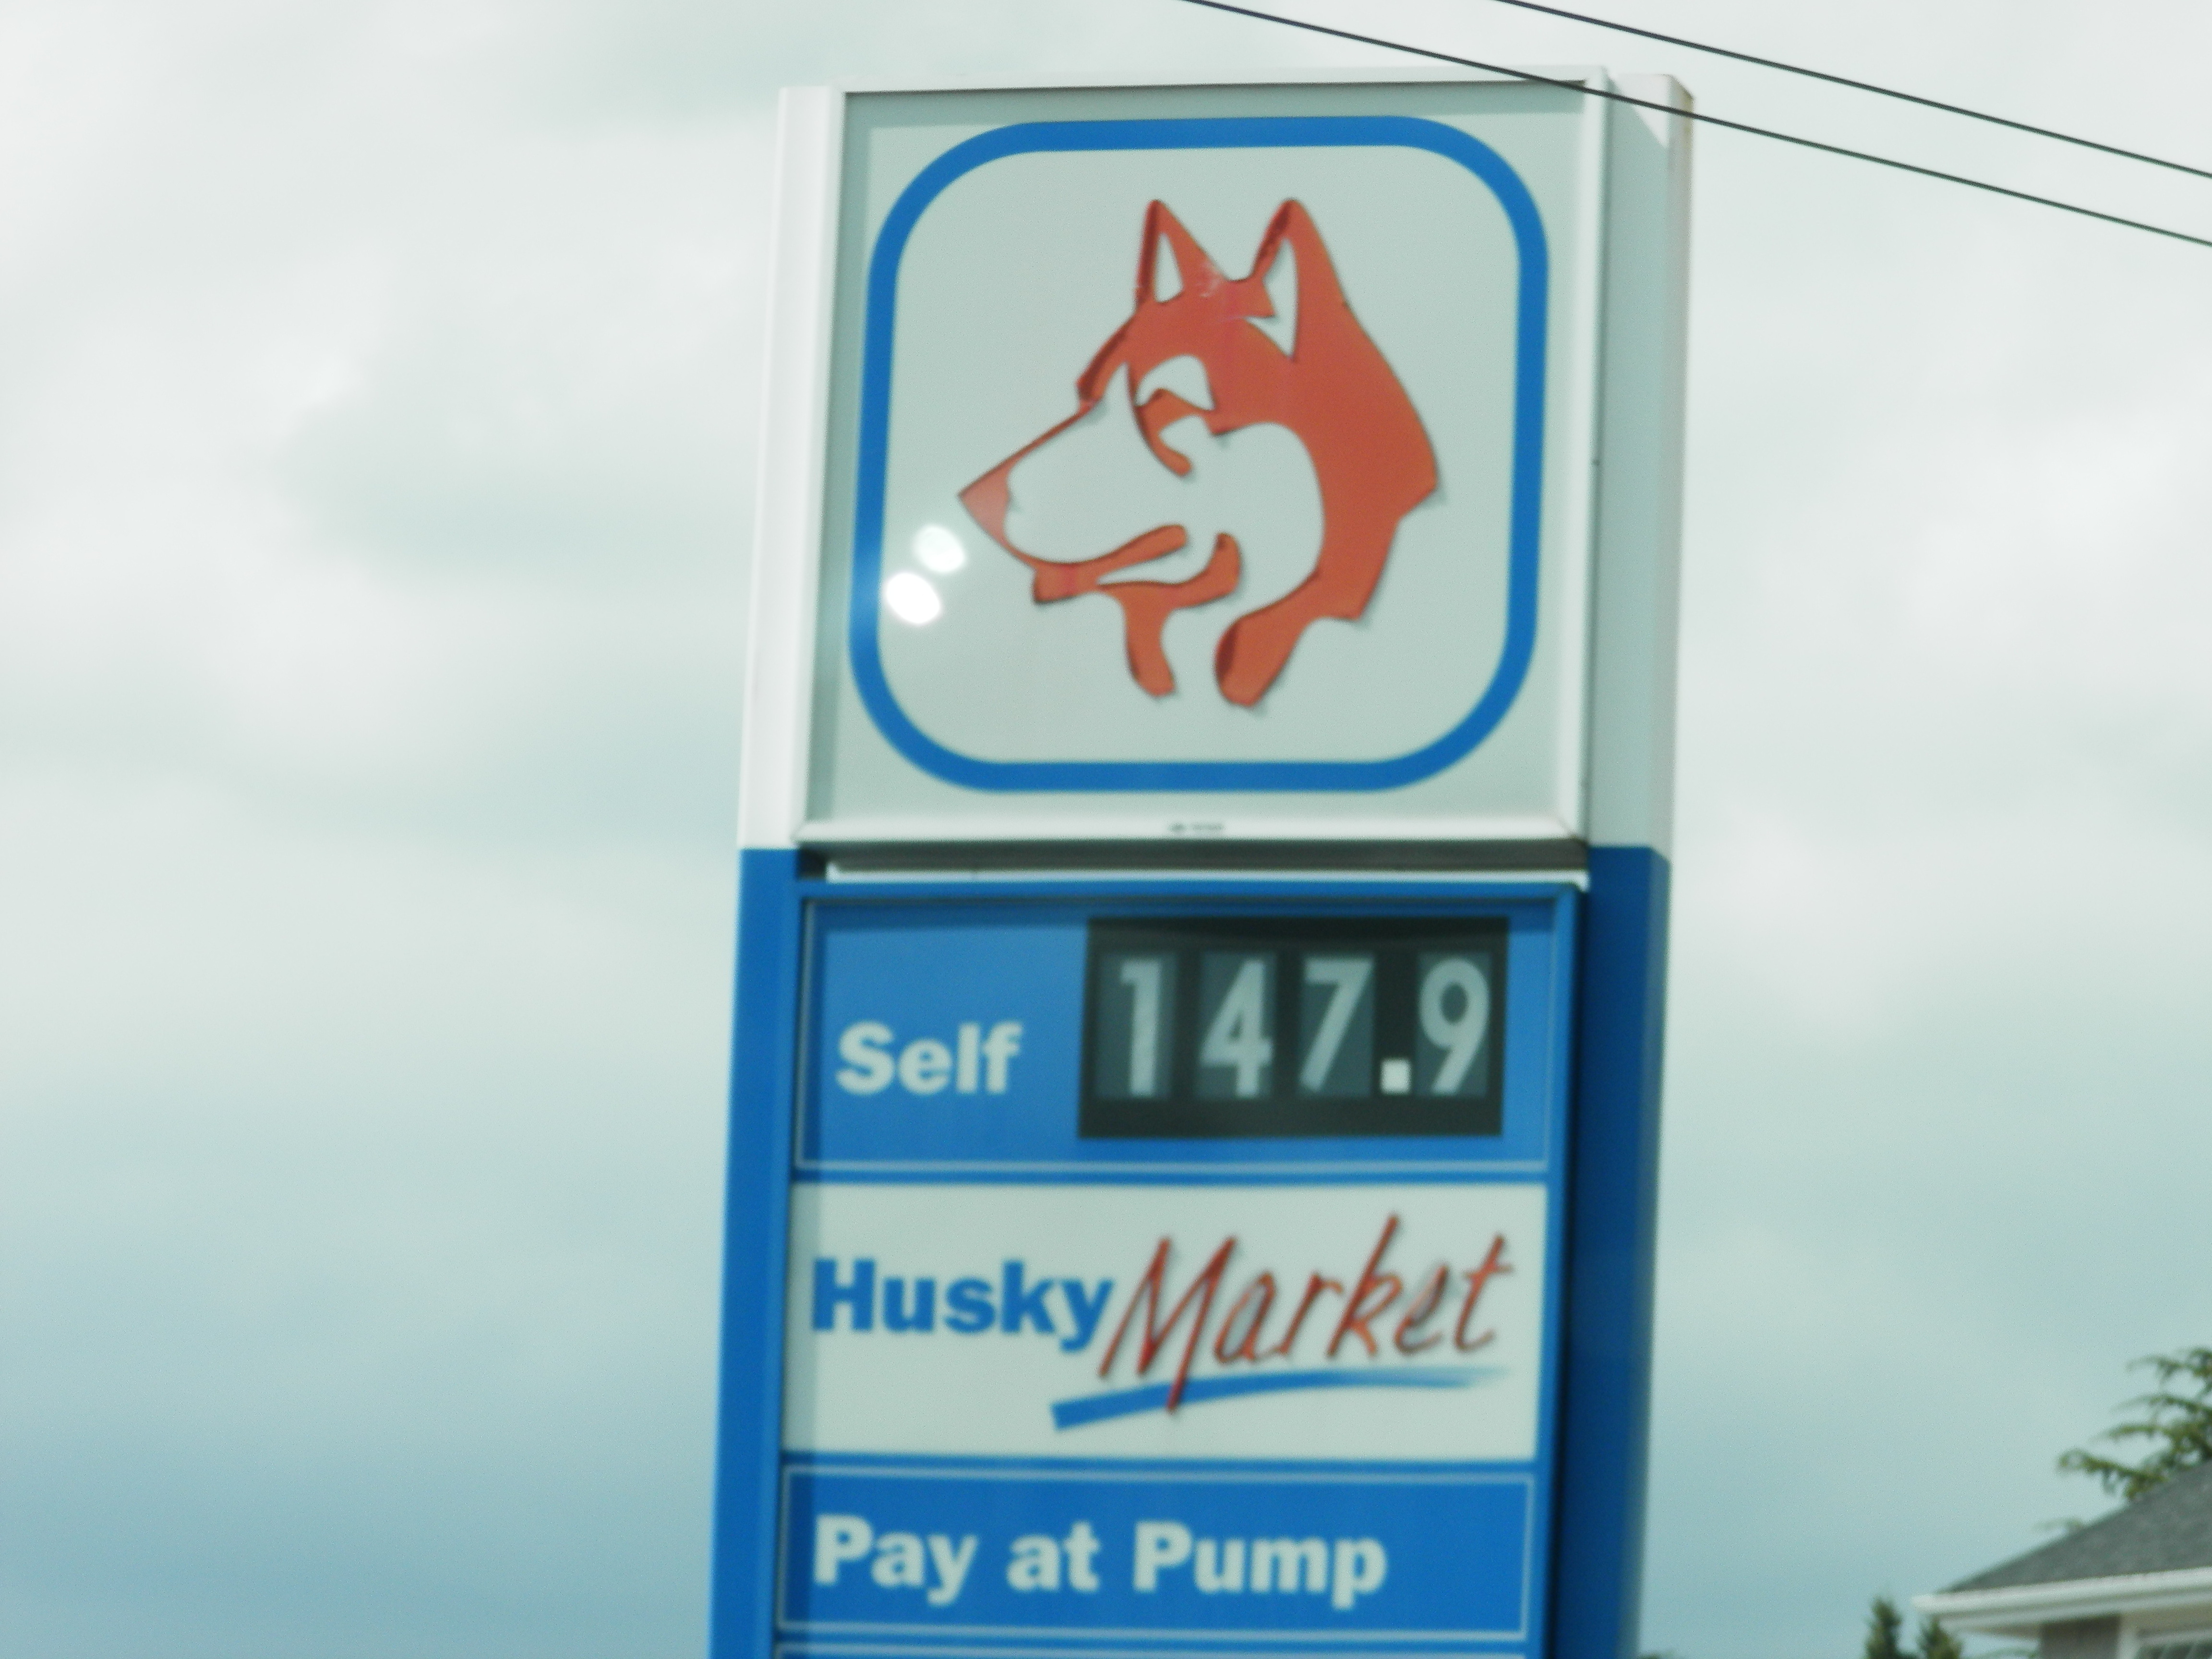 Self 147.9
Husky Market
Pay at Pump